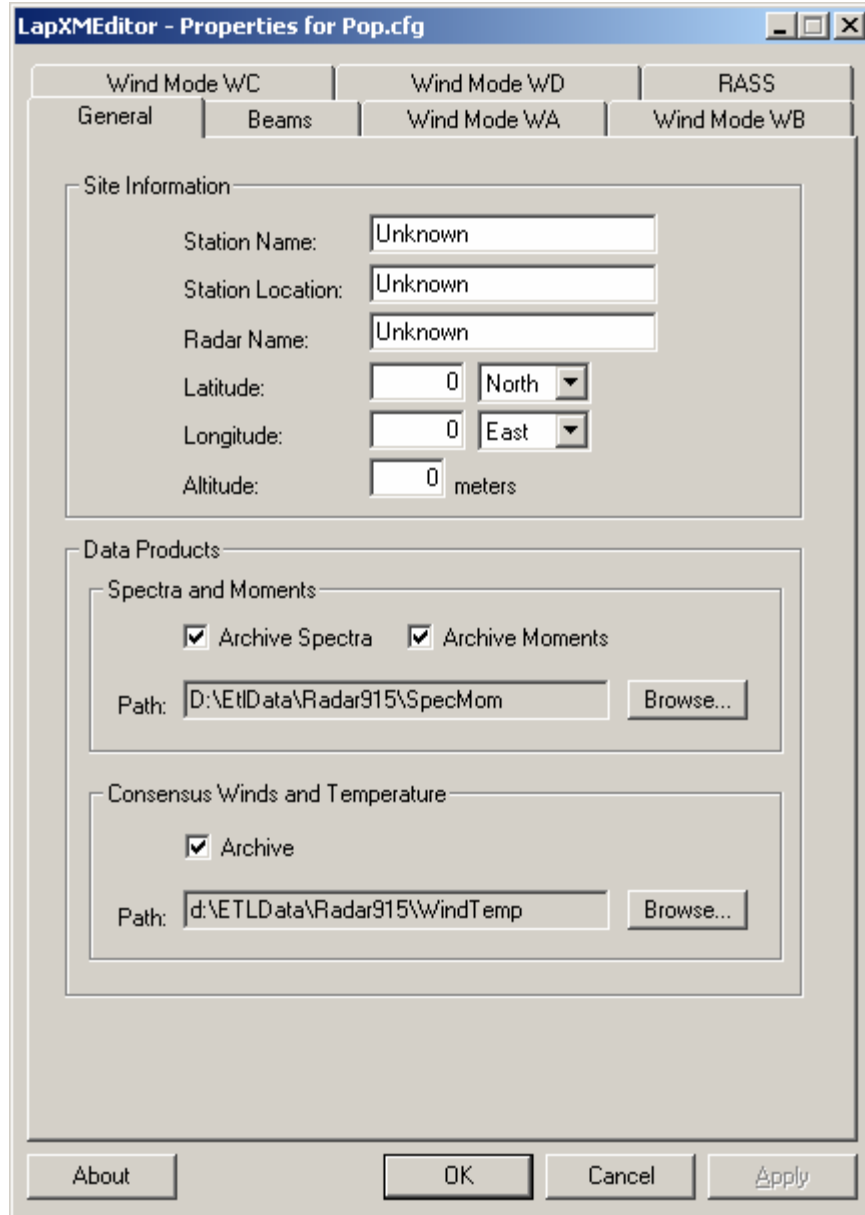 LapXMEditor - Properties for Pop.cfg
Wind Mode WC Wind Mode WD RASS
General Beams Wind Mode WA Wind Mode WB
Site Information
Station Name: Unknown
Station Location: Unknown
Radar Name: Unknown
Latitude: 0 North
Longitude: 0 East
Altitude: 0 meters
Data Products
Spectra and Moments
Archive Spectra Archive Moments
Path: D:\EtlData\Radar915\SpecMom Browse...
Consensus Winds and Temperature
Archive
Path: d:\ETLData\Radar915\WindTemp Browse...
About OK Cancel Apply